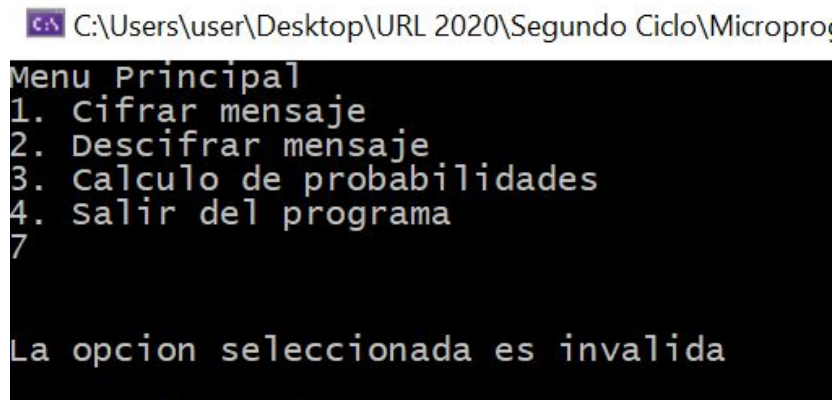 C:\Users\user\Desktop\URL 2020\Segundo Ciclo\Microprog
Menu Principal
1. Cifrar mensaje
2. Descifrar mensaje
3. Calculo de probabilidades
4. Salir del programa
7
La opcion seleccionada es invalida